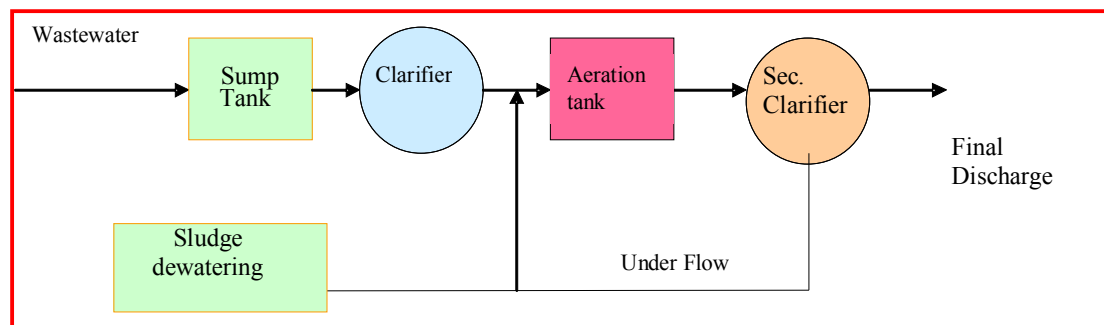 Wastewater
Sump
Tank
Clarifier
Aeration
tank
Sec.
Clarifier
Final
Discharge
Sludge
dewatering
Under Flow